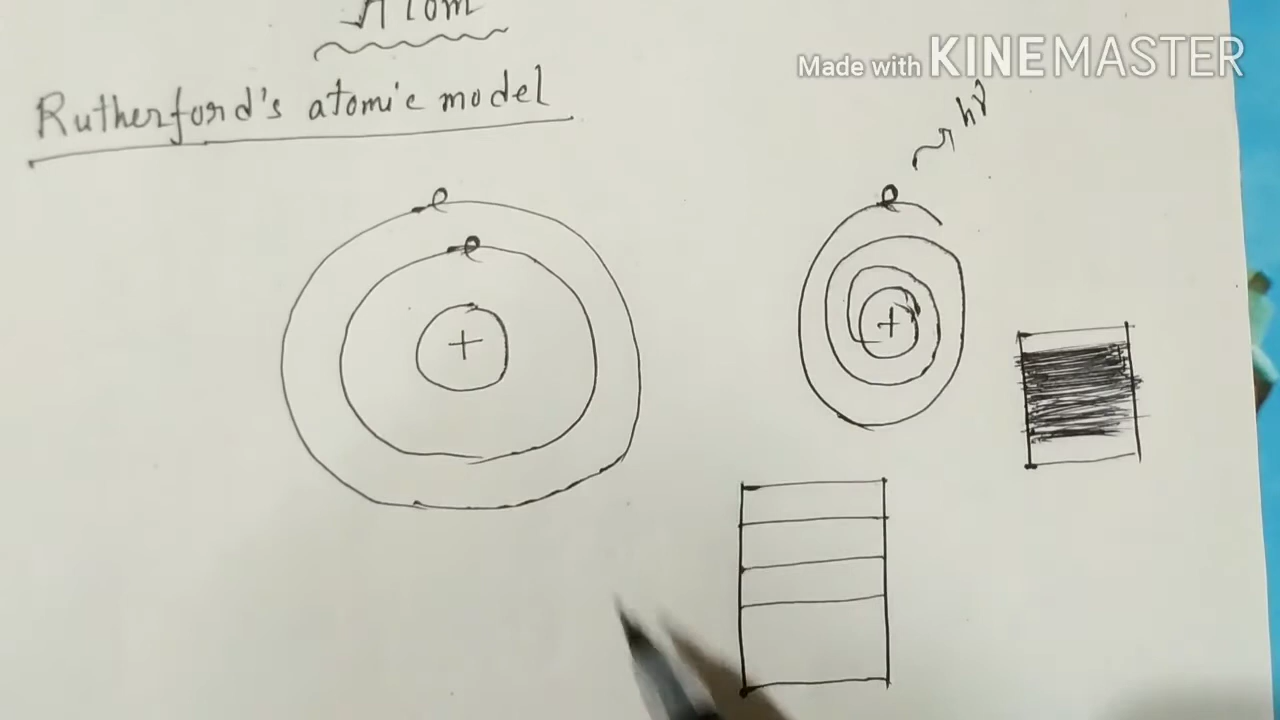 Atom
Made with KINEMASTER
Rutherford's atomic model
hν
e
e
e
+
+